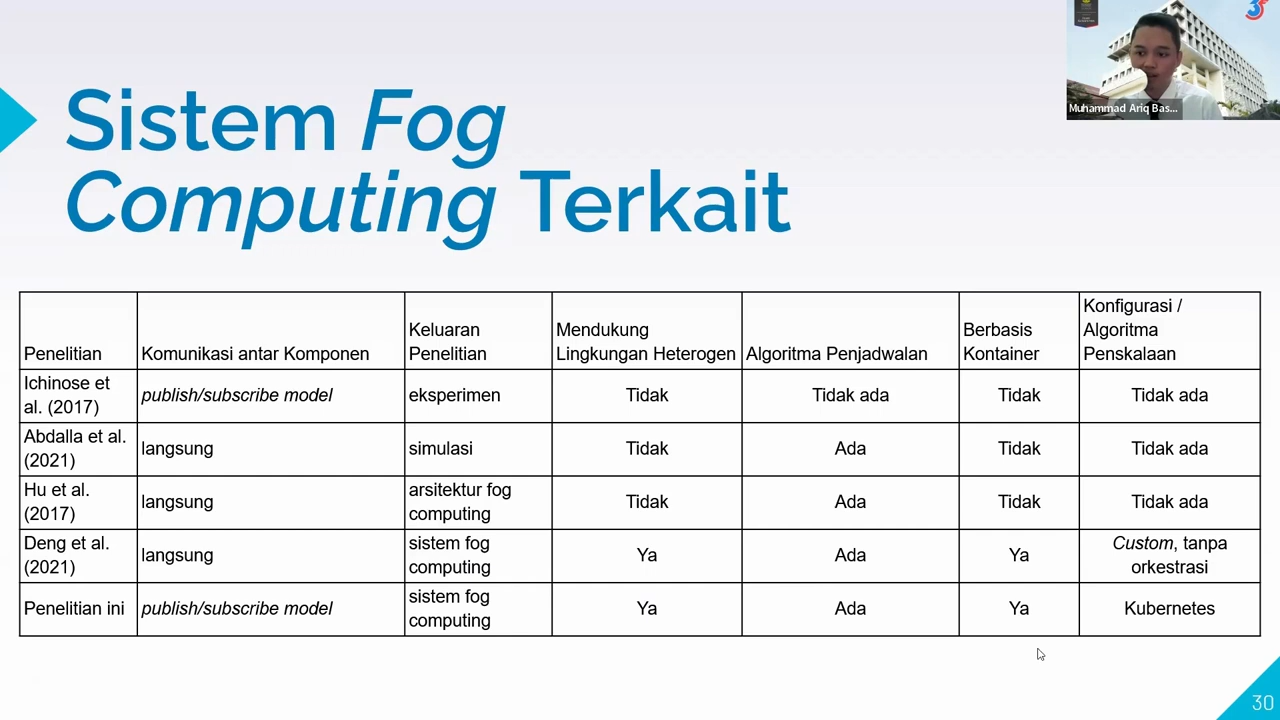 Sistem Fog
Computing Terkait
Muhammad Ariq Bas...
Penelitian
Komunikasi antar Komponen
Keluaran
Penelitian
Mendukung
Lingkungan Heterogen
Algoritma Penjadwalan
Berbasis
Kontainer
Konfigurasi /
Algoritma
Penskalaan
Ichinose et
al. (2017)
publish/subscribe model
eksperimen
Tidak
Tidak ada
Tidak
Tidak ada
Abdalla et al.
(2021)
langsung
simulasi
Tidak
Ada
Tidak
Tidak ada
Hu et al.
(2017)
langsung
arsitektur fog
computing
Tidak
Ada
Tidak
Tidak ada
Deng et al.
(2021)
langsung
sistem fog
computing
Ya
Ada
Ya
Custom, tanpa
orkestrasi
Penelitian ini
publish/subscribe model
sistem fog
computing
Ya
Ada
Ya
Kubernetes
30